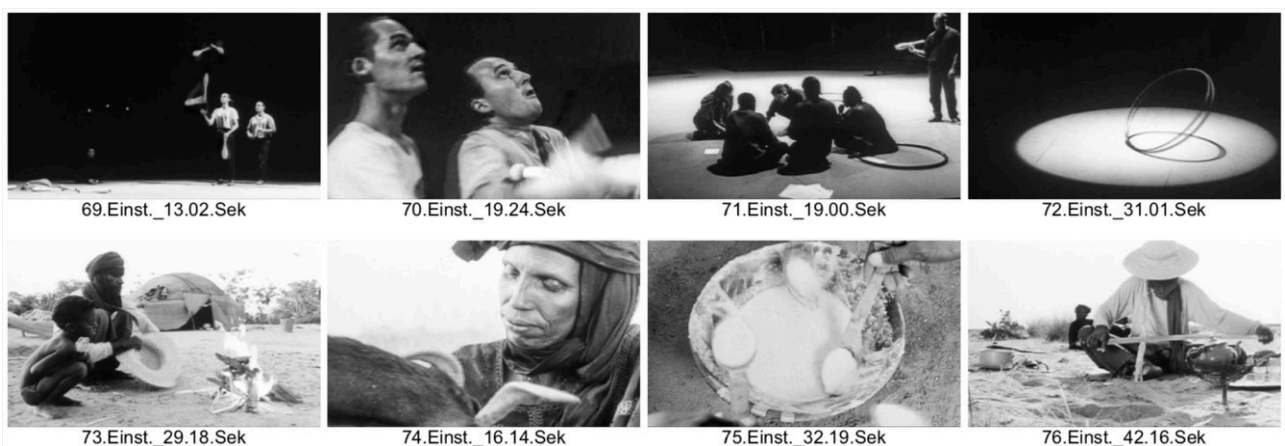 69.Einst._13.02.Sek
70.Einst._19.24.Sek
71.Einst._19.00.Sek
72.Einst._31.01.Sek
73.Einst._29.18.Sek
74.Einst._16.14.Sek
75.Einst._32.19.Sek
76.Einst._42.16.Sek